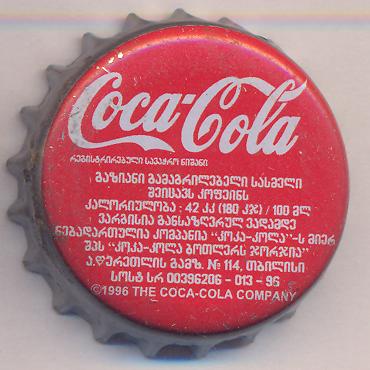 Coca-Cola
რეგისტრირებული სავაჭრო ნიშანი
გაზიანი გამაგრილებელი სასმელი
შეიცავს კოფეინს
კალორიულობა : 42 კკ (180 კჯ) / 100 მლ
ვარგისია განსაზღვრულ ვადამდე
ნებადართულია კომპანია "კოკა-კოლა"-ს მიერ
შპს "კოკა-კოლა ბოთლერს ჯორჯია"
ა.წერეთლის გამზ. № 114, თბილისი
სოსტ სრ 00396206 - 013 - 96
©1996 THE COCA-COLA COMPANY